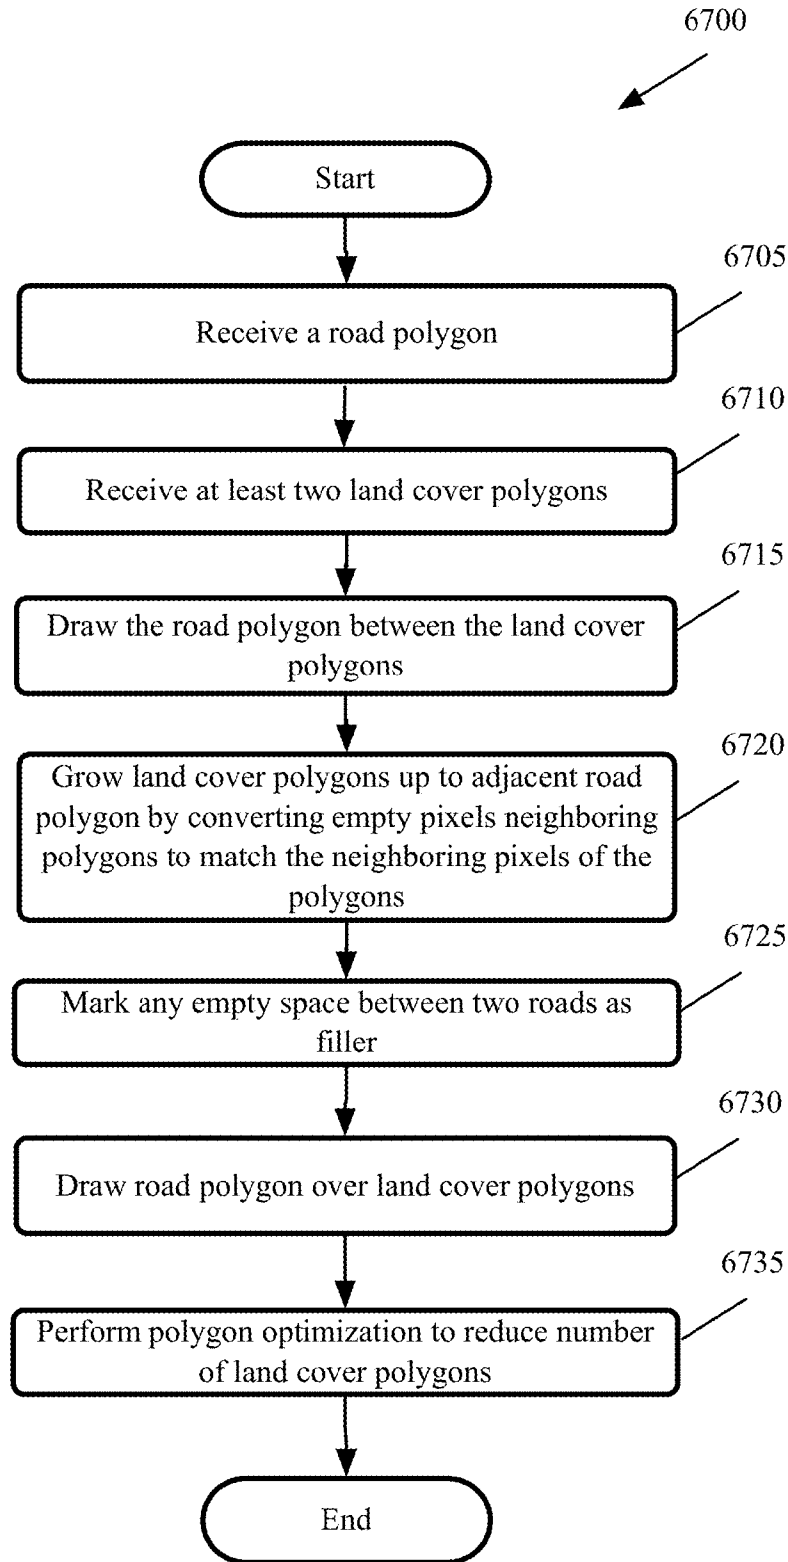 6700
Start
6705
Receive a road polygon
6710
Receive at least two land cover polygons
6715
Draw the road polygon between the land cover
polygons
6720
Grow land cover polygons up to adjacent road
polygon by converting empty pixels neighboring
polygons to match the neighboring pixels of the
polygons
6725
Mark any empty space between two roads as
filler
6730
Draw road polygon over land cover polygons
6735
Perform polygon optimization to reduce number
of land cover polygons
End